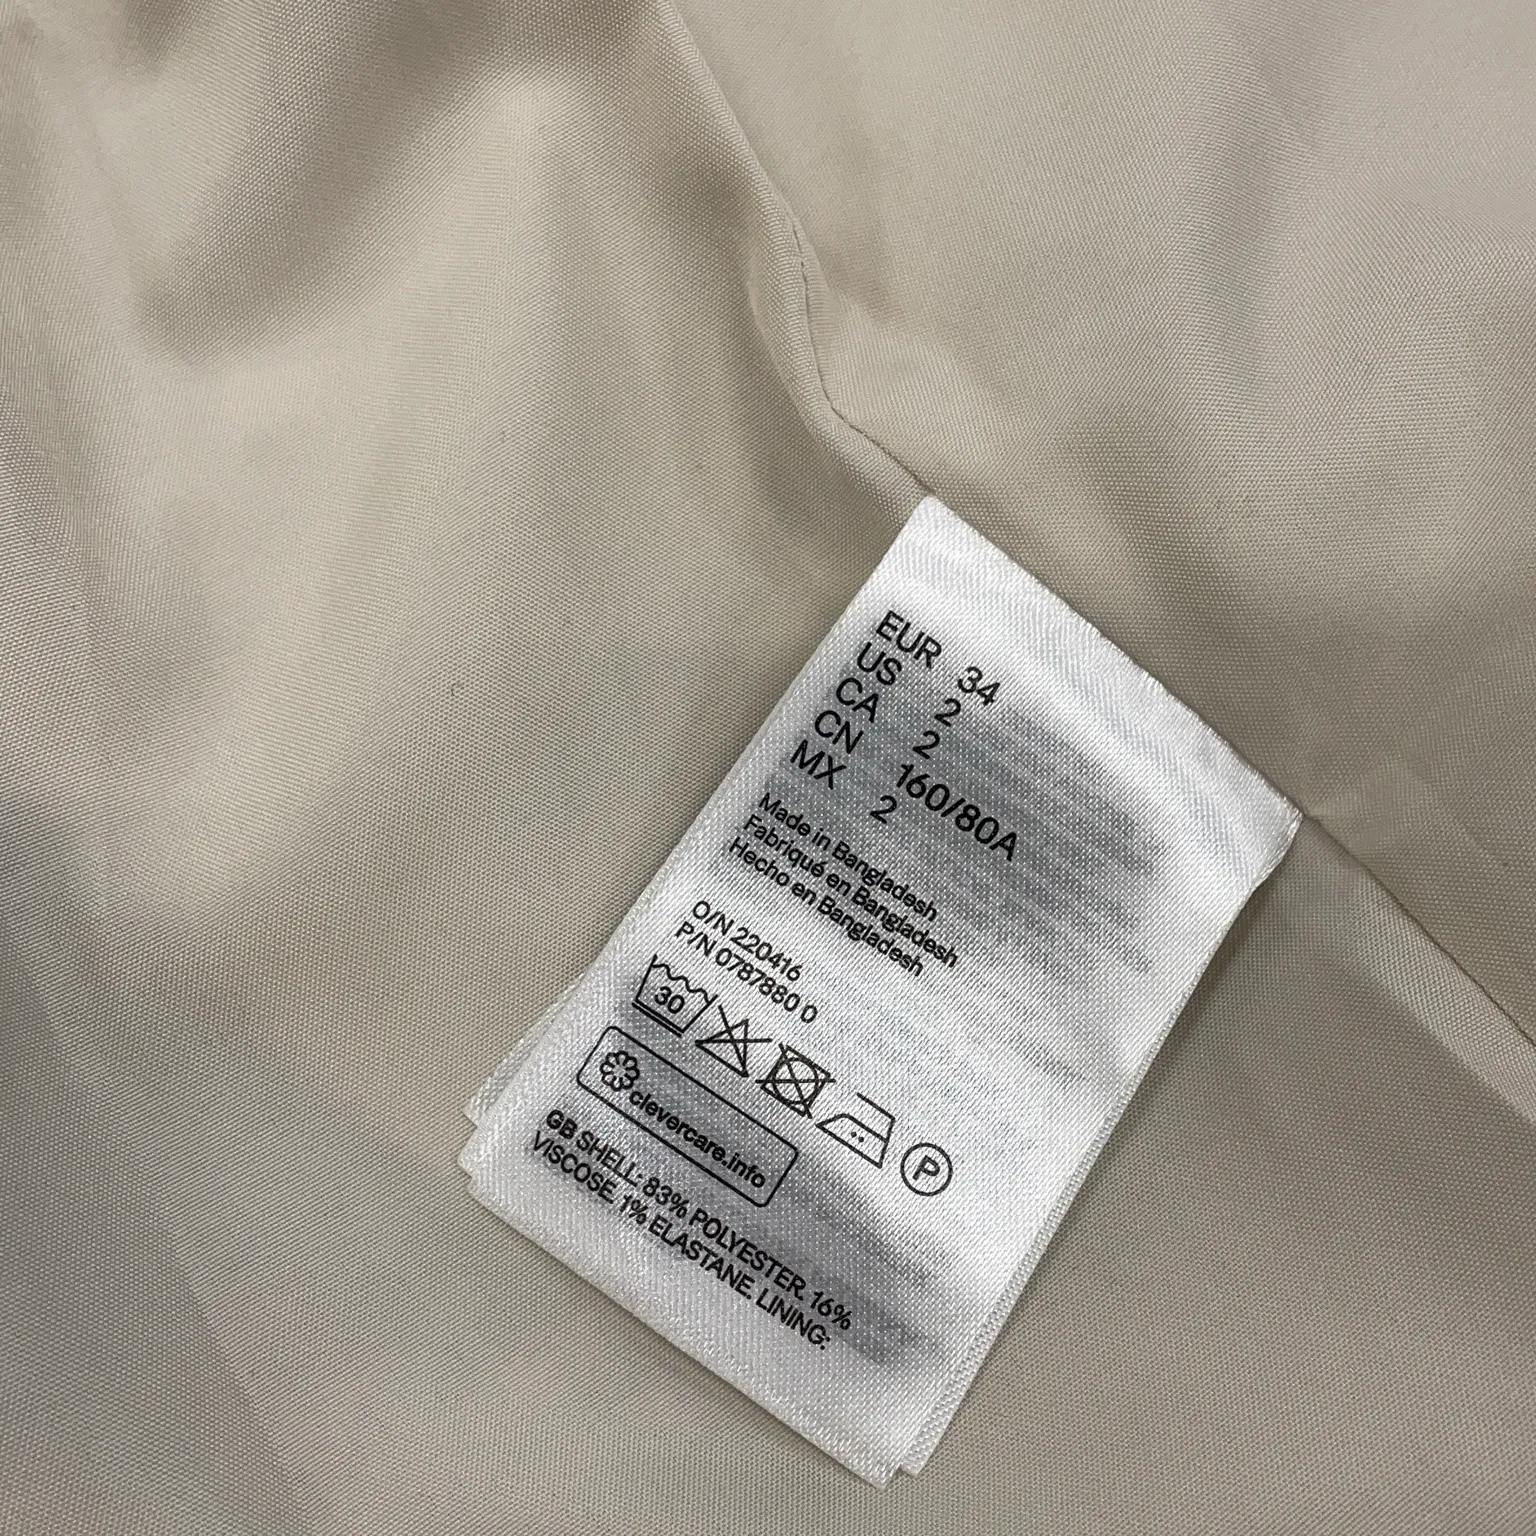 EUR 34
US 2
CA 2
CN 160/80A
MX 2
Made in Bangladesh
Fabriqué en Bangladesh
Hecho en Bangladesh
O/N 220416
P/N 0787880 0
30
P
clevercare.info
GB SHELL: 83% POLYESTER. 16%
VISCOSE. 1% ELASTANE. LINING: